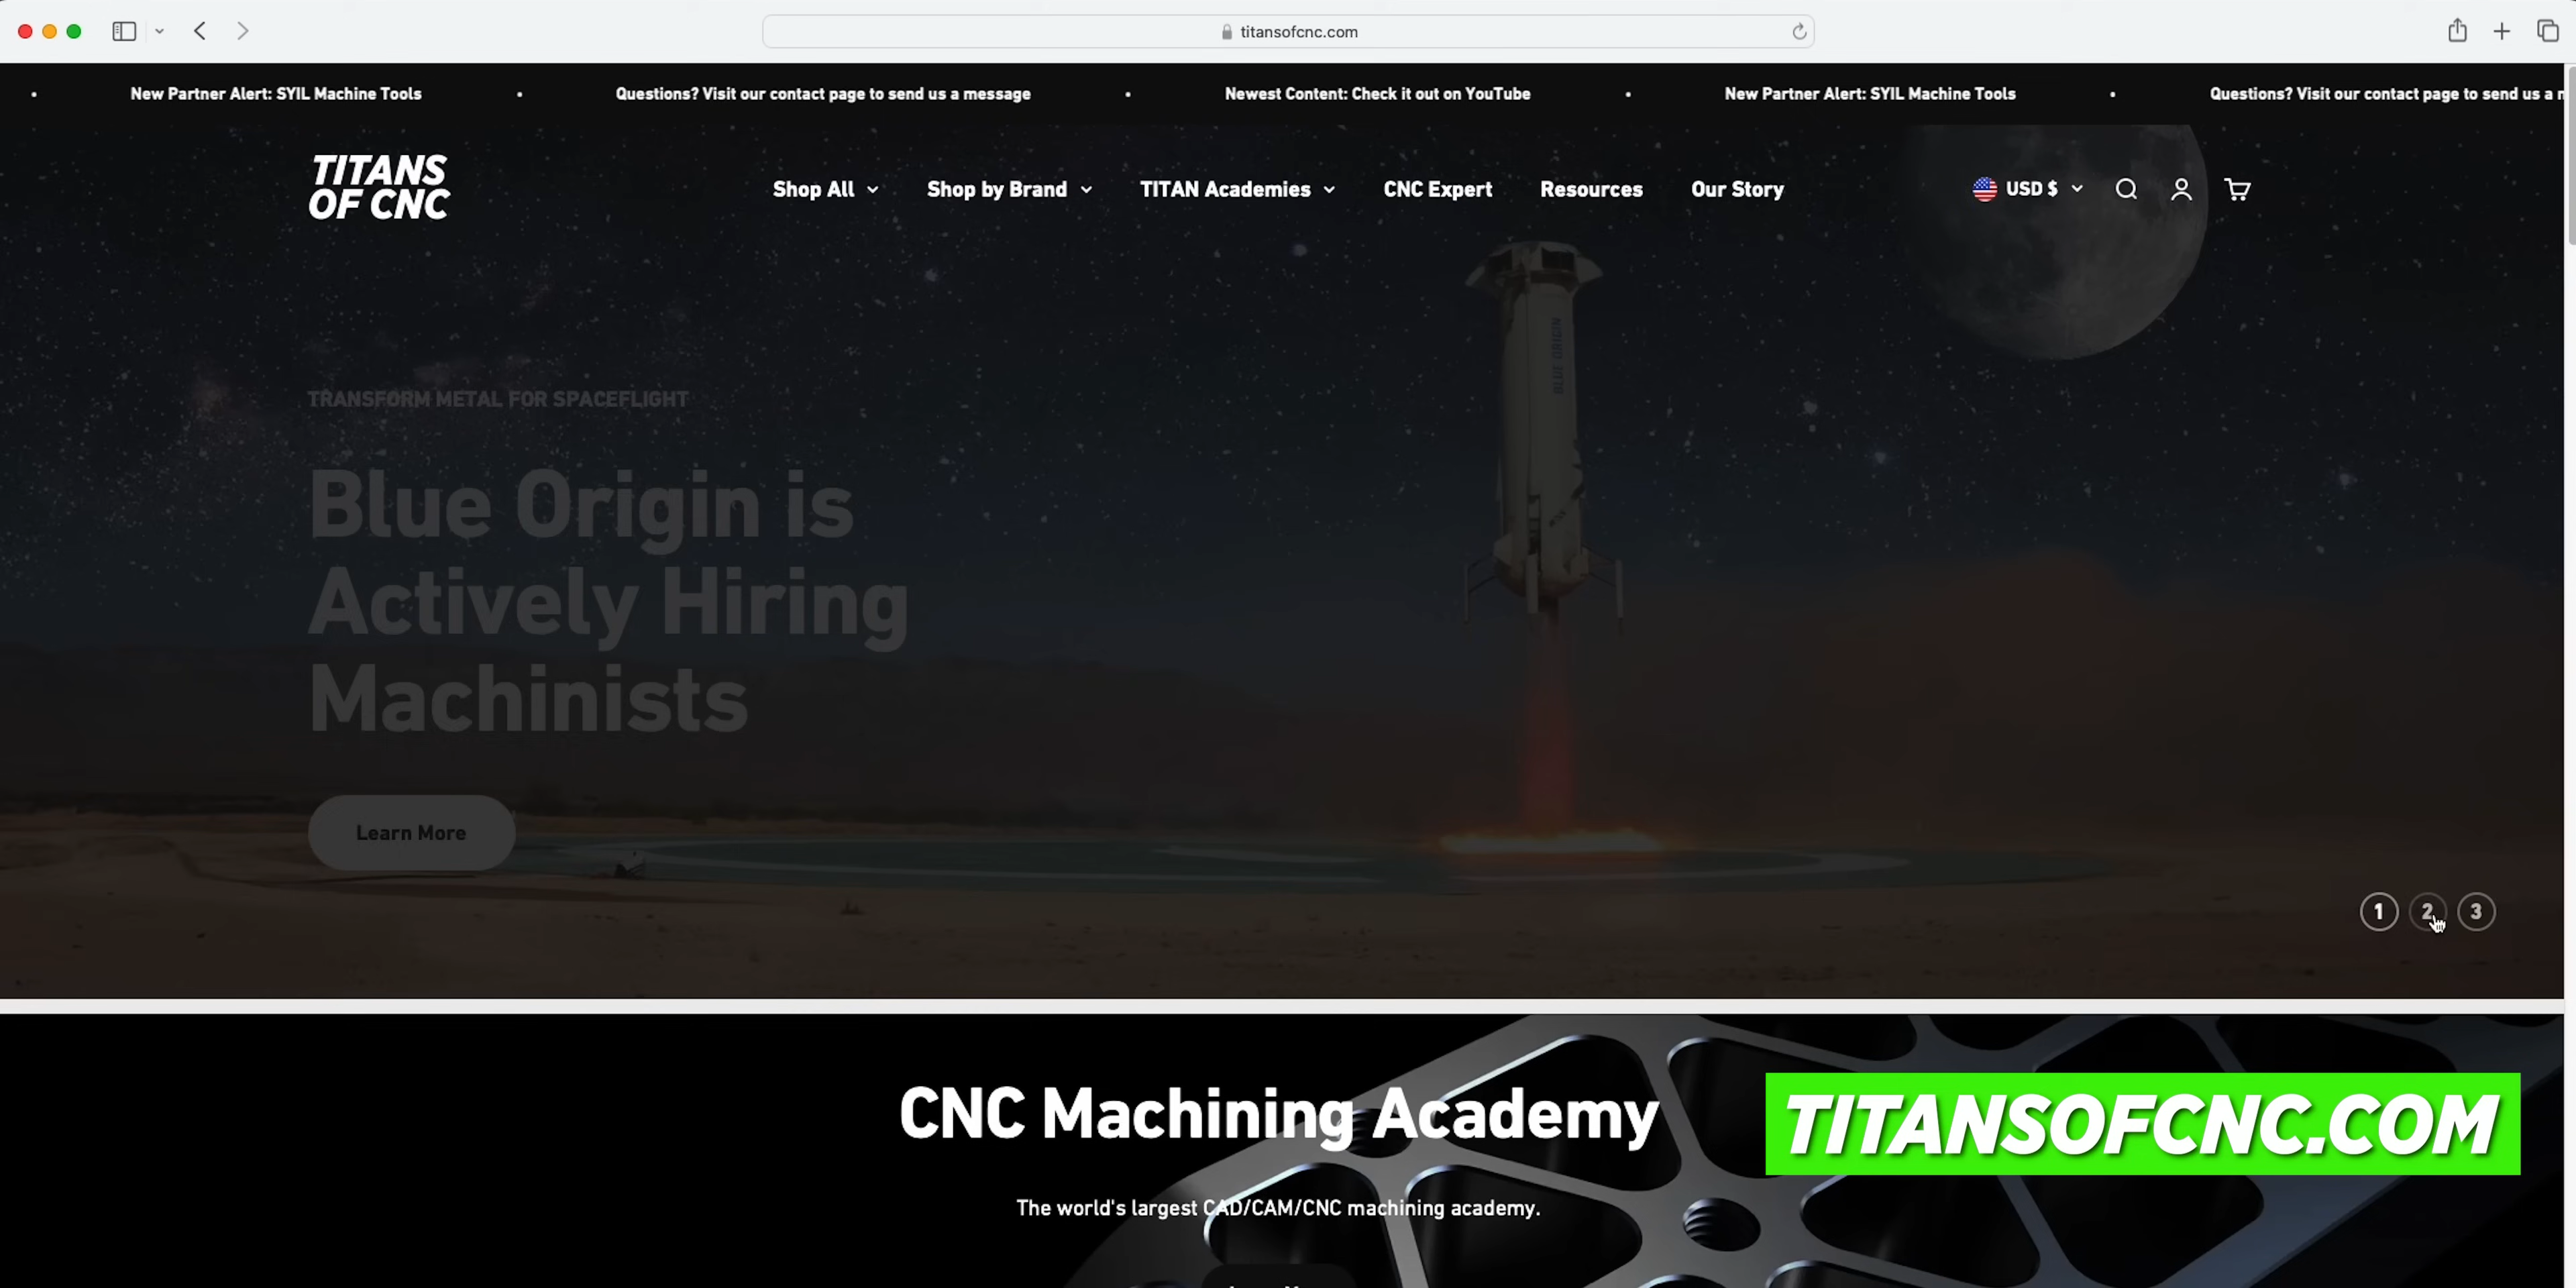 titansofcnc.com
• New Partner Alert: SYIL Machine Tools • Questions? Visit our contact page to send us a message • Newest Content: Check it out on YouTube • New Partner Alert: SYIL Machine Tools • Questions? Visit our contact page to send us a
TITANS
OF CNC
Shop All Shop by Brand TITAN Academies CNC Expert Resources Our Story USD $
BLUE ORIGIN
TRANSFORM METAL FOR SPACEFLIGHT
Blue Origin is
Actively Hiring
Machinists
Learn More
1 2 3
CNC Machining Academy
TITANSOFCNC.COM
The world's largest CAD/CAM/CNC machining academy.